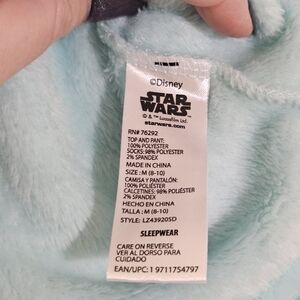 ©Disney
STAR
WARS
© & ™ Lucasfilm Ltd.
starwars.com
RN# 76292
TOP AND PANT:
100% POLYESTER
SOCKS: 98% POLYESTER
2% SPANDEX
MADE IN CHINA
SIZE: M (8-10)
CAMISA Y PANTALÓN:
100% POLIÉSTER
CALCETINES: 98% POLIÉSTER
2% SPANDEX
HECHO EN CHINA
TALLA: M (8-10)
STYLE: LZ43920SD
SLEEPWEAR
CARE ON REVERSE
VER AL DORSO PARA
CUIDADO
EAN/UPC: 1 9711754797